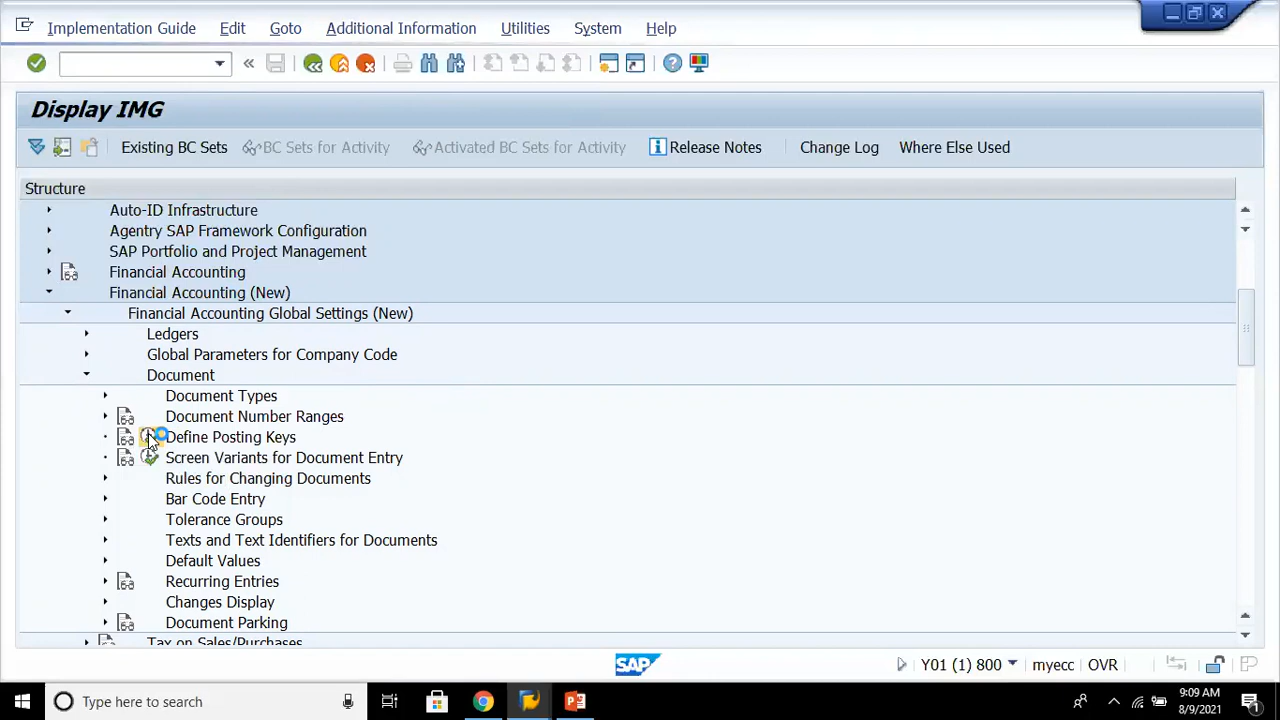 Implementation Guide Edit Goto Additional Information Utilities System Help
Display IMG
Existing BC Sets BC Sets for Activity Activated BC Sets for Activity Release Notes Change Log Where Else Used
Structure
Auto-ID Infrastructure
Agentry SAP Framework Configuration
SAP Portfolio and Project Management
Financial Accounting
Financial Accounting (New)
Financial Accounting Global Settings (New)
Ledgers
Global Parameters for Company Code
Document
Document Types
Document Number Ranges
Define Posting Keys
Screen Variants for Document Entry
Rules for Changing Documents
Bar Code Entry
Tolerance Groups
Texts and Text Identifiers for Documents
Default Values
Recurring Entries
Changes Display
Document Parking
Tax on Sales/Purchases
SAP Y01 (1) 800 myecc OVR
Type here to search 9:09 AM
8/9/2021 1